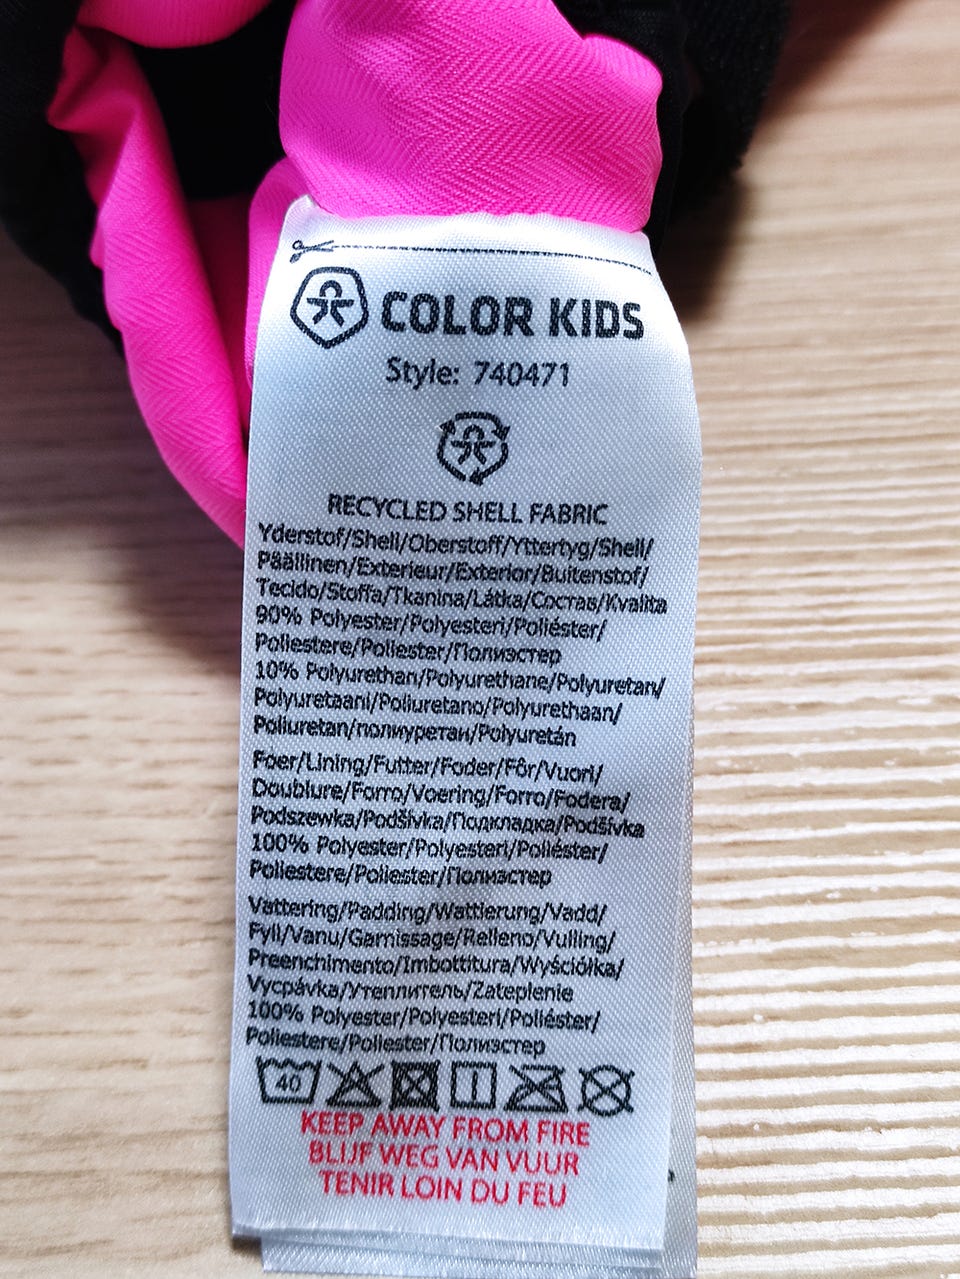 COLOR KIDS
Style: 740471
RECYCLED SHELL FABRIC
Yderstof/Shell/Oberstoff/Yttertyg/Shell/
Päällinen/Exterieur/Exterior/Buitenstof/
Tecido/Stoffa/Tkanina/Látka/Состав/Kvalita
90% Polyester/Polyesteri/Poliéster/
Poliestere/Poliester/Полиэстер
10% Polyurethan/Polyurethane/Polyuretan/
Polyuretaani/Poliuretano/Polyurethaan/
Poliuretan/полиуретан/Polyuretán
Foer/Lining/Futter/Foder/Fôr/Vuori/
Doublure/Forro/Voering/Forro/Fodera/
Podszewka/Podšívka/Подкладка/Podšívka
100% Polyester/Polyesteri/Poliéster/
Poliestere/Poliester/Полиэстер
Vattering/Padding/Wattierung/Vadd/
Fyll/Vanu/Garnissage/Relleno/Vulling/
Preenchimento/Imbottitura/Wyściółka/
Vycpávka/Утеплитель/Zateplenie
100% Polyester/Polyesteri/Poliéster/
Poliestere/Poliester/Полиэстер
40
KEEP AWAY FROM FIRE
BLIJF WEG VAN VUUR
TENIR LOIN DU FEU